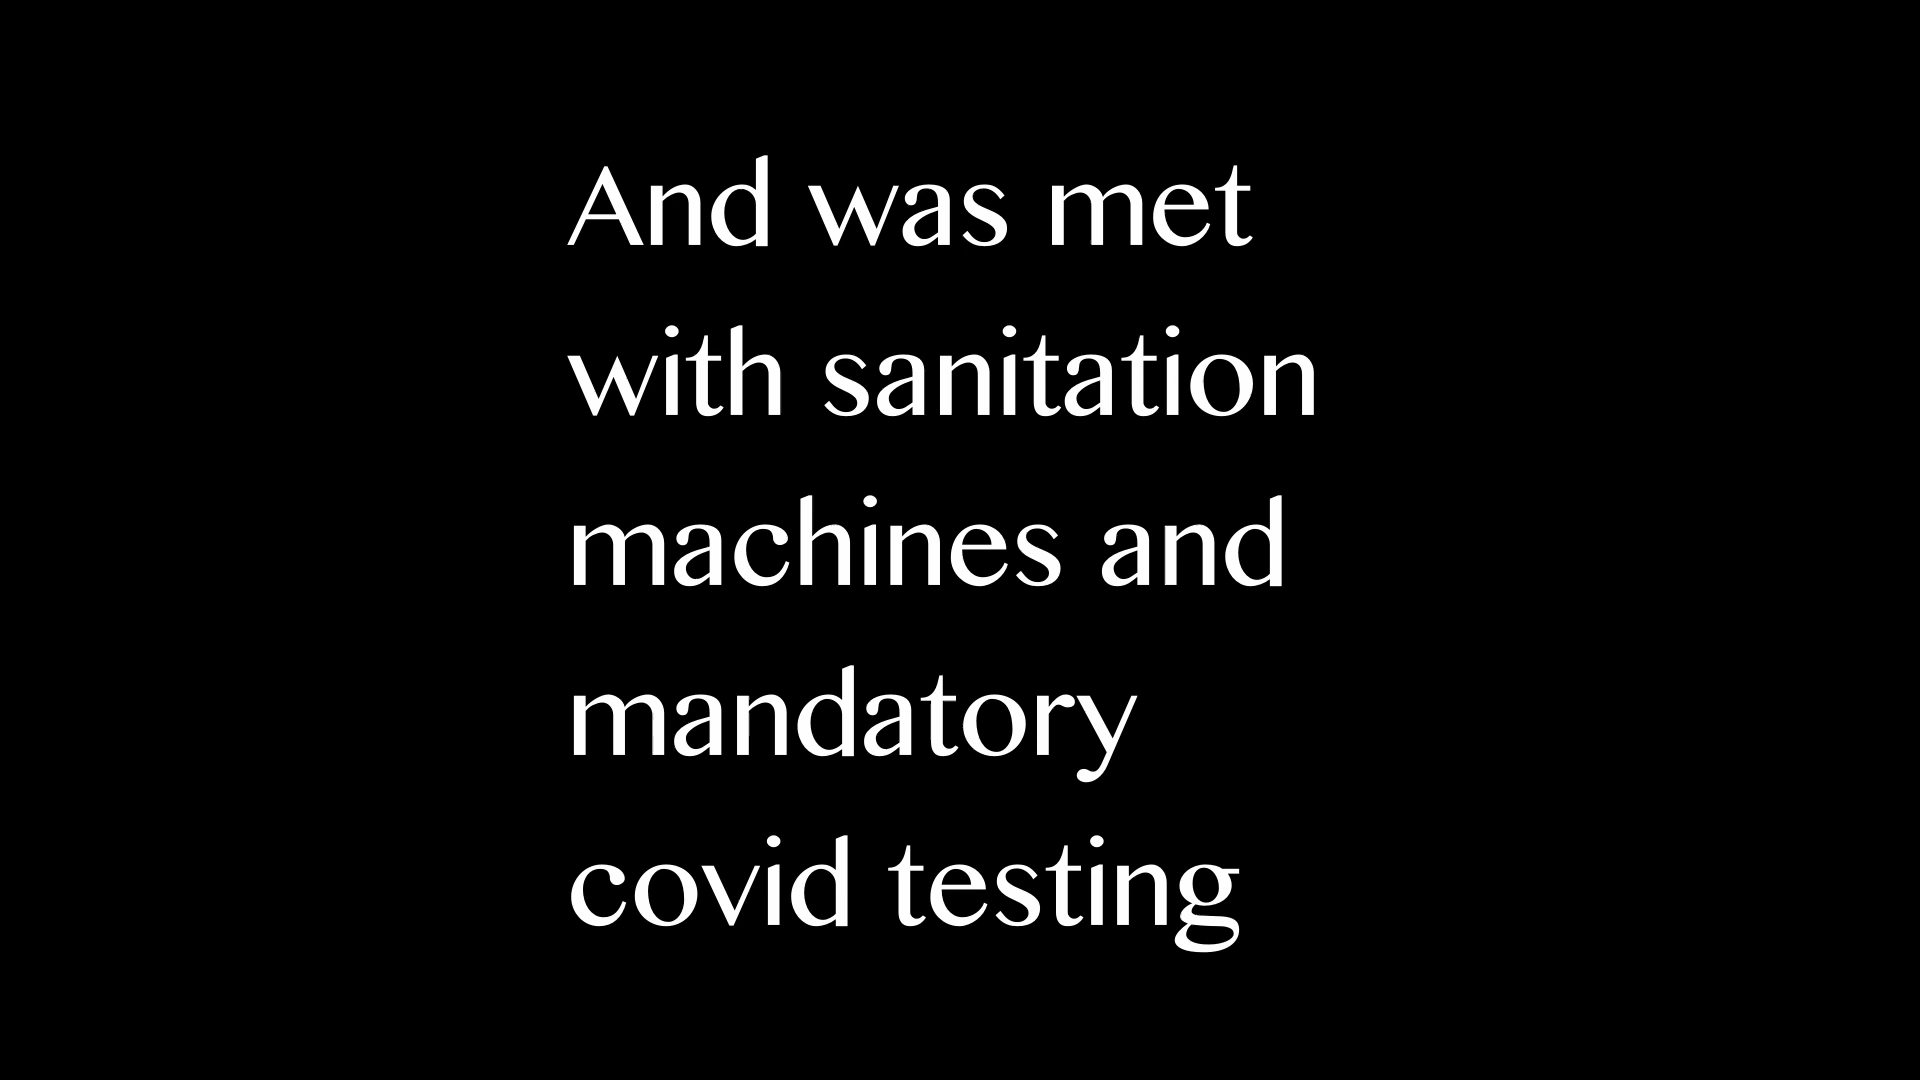 And was met
with sanitation
machines and
mandatory
covid testing